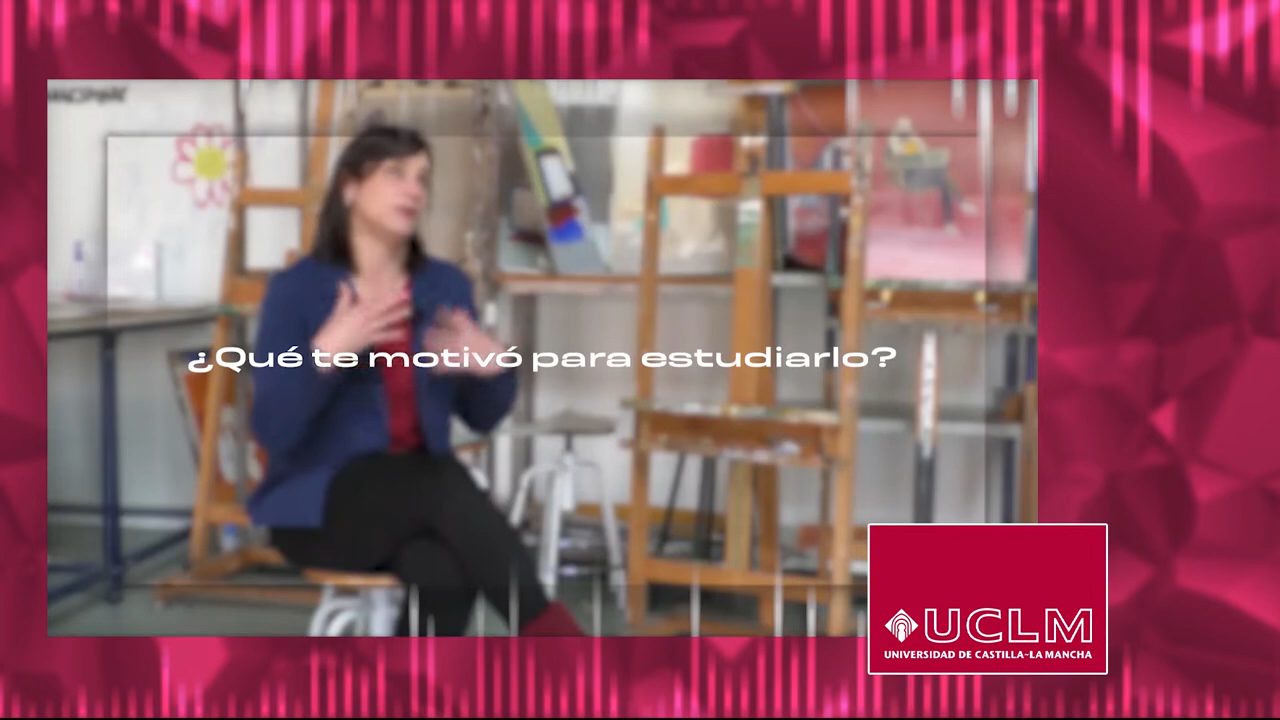 ¿Qué te motivó para estudiarlo?
UCLM
UNIVERSIDAD DE CASTILLA-LA MANCHA